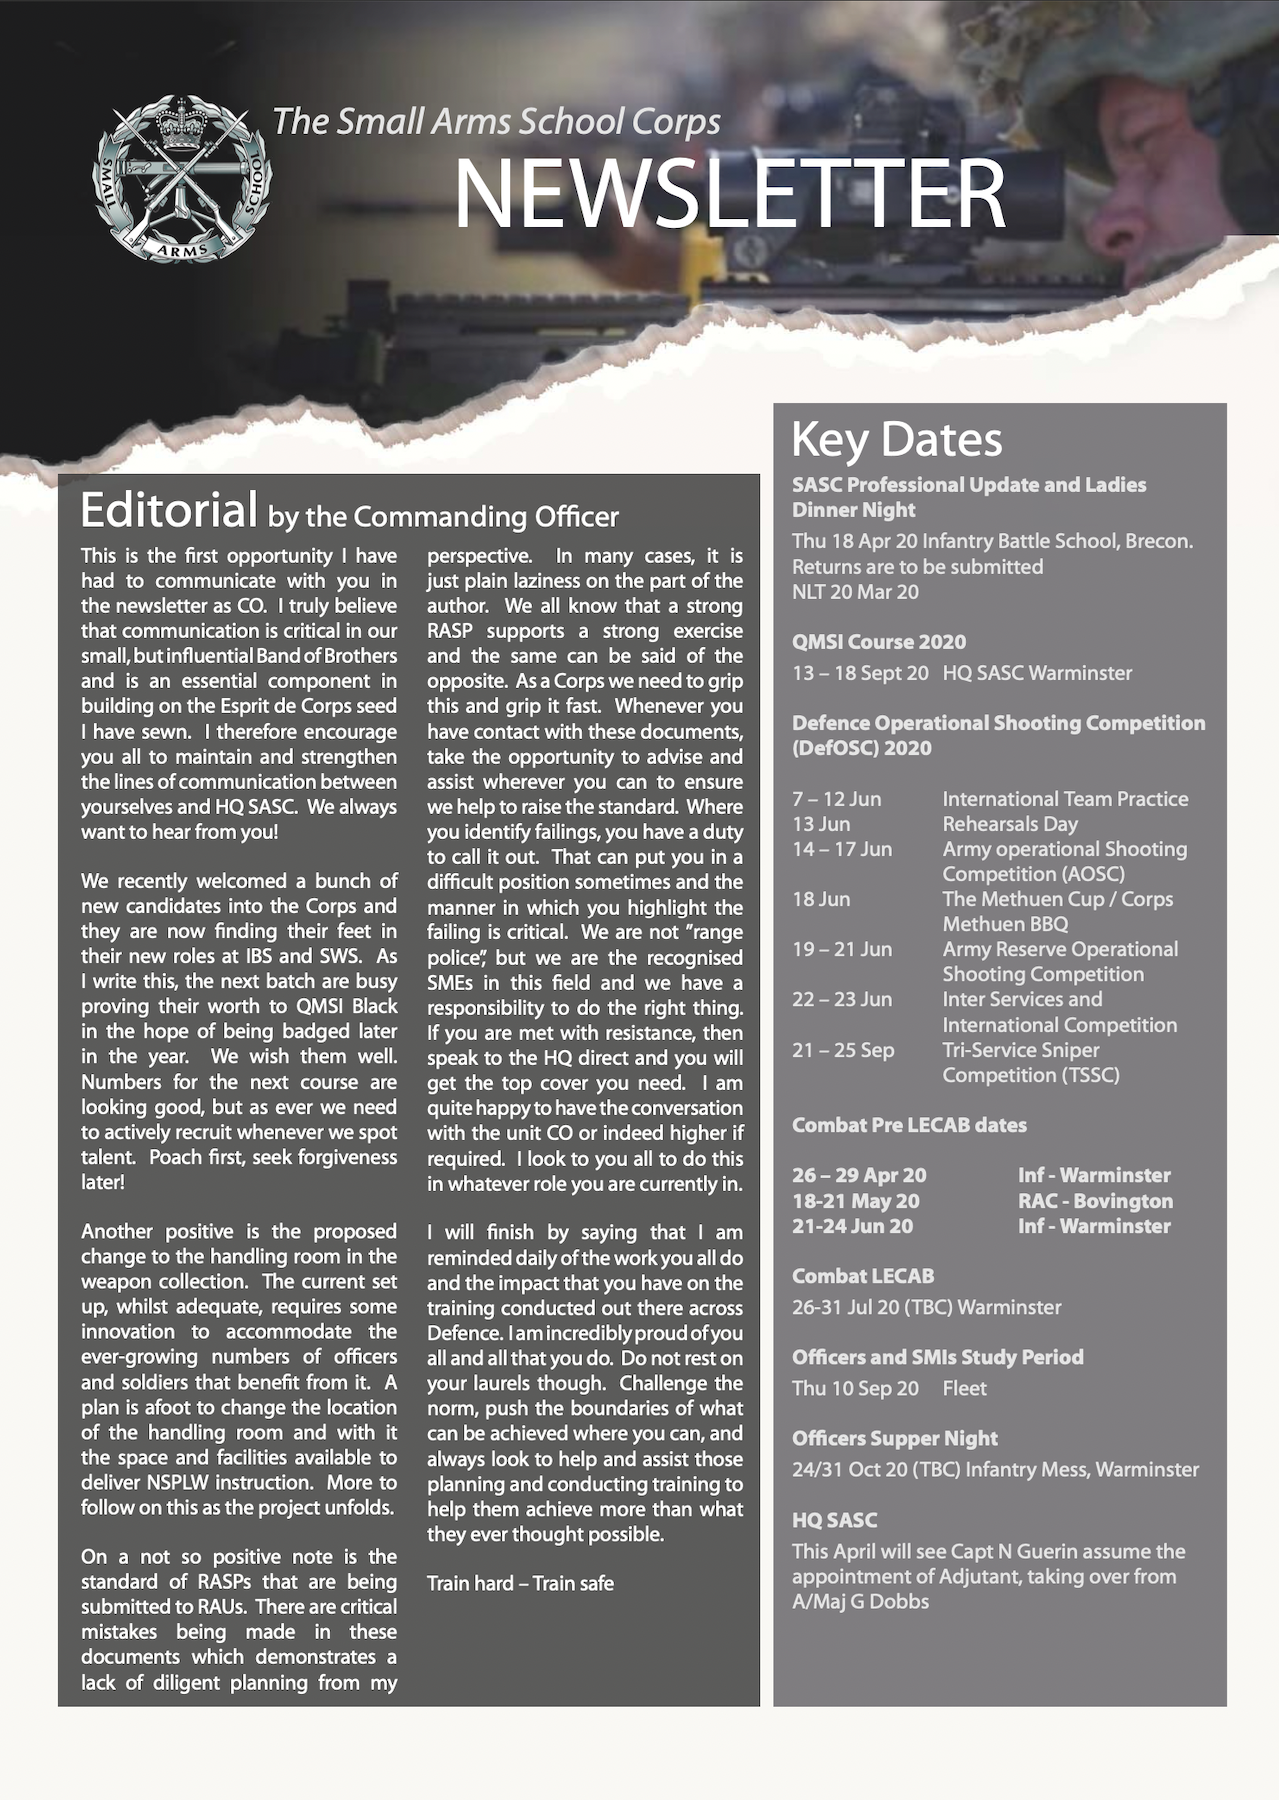 SMALL ARMS SCHOOL
The Small Arms School Corps
NEWSLETTER
Editorial by the Commanding Officer
This is the first opportunity I have
had to communicate with you in
the newsletter as CO. I truly believe
that communication is critical in our
small, but influential Band of Brothers
and is an essential component in
building on the Esprit de Corps seed
I have sewn. I therefore encourage
you all to maintain and strengthen
the lines of communication between
yourselves and HQ SASC. We always
want to hear from you!
We recently welcomed a bunch of
new candidates into the Corps and
they are now finding their feet in
their new roles at IBS and SWS. As
I write this, the next batch are busy
proving their worth to QMSI Black
in the hope of being badged later
in the year. We wish them well.
Numbers for the next course are
looking good, but as ever we need
to actively recruit whenever we spot
talent. Poach first, seek forgiveness
later!
Another positive is the proposed
change to the handling room in the
weapon collection. The current set
up, whilst adequate, requires some
innovation to accommodate the
ever-growing numbers of officers
and soldiers that benefit from it. A
plan is afoot to change the location
of the handling room and with it
the space and facilities available to
deliver NSPLW instruction. More to
follow on this as the project unfolds.
On a not so positive note is the
standard of RASPs that are being
submitted to RAUs. There are critical
mistakes being made in these
documents which demonstrates a
lack of diligent planning from my
perspective. In many cases, it is
just plain laziness on the part of the
author. We all know that a strong
RASP supports a strong exercise
and the same can be said of the
opposite. As a Corps we need to grip
this and grip it fast. Whenever you
have contact with these documents,
take the opportunity to advise and
assist wherever you can to ensure
we help to raise the standard. Where
you identify failings, you have a duty
to call it out. That can put you in a
difficult position sometimes and the
manner in which you highlight the
failing is critical. We are not "range
police", but we are the recognised
SMEs in this field and we have a
responsibility to do the right thing.
If you are met with resistance, then
speak to the HQ direct and you will
get the top cover you need. I am
quite happy to have the conversation
with the unit CO or indeed higher if
required. I look to you all to do this
in whatever role you are currently in.
I will finish by saying that I am
reminded daily of the work you all do
and the impact that you have on the
training conducted out there across
Defence. I am incredibly proud of you
all and all that you do. Do not rest on
your laurels though. Challenge the
norm, push the boundaries of what
can be achieved where you can, and
always look to help and assist those
planning and conducting training to
help them achieve more than what
they ever thought possible.
Train hard – Train safe
Key Dates
SASC Professional Update and Ladies
Dinner Night
Thu 18 Apr 20 Infantry Battle School, Brecon.
Returns are to be submitted
NLT 20 Mar 20
QMSI Course 2020
13 – 18 Sept 20 HQ SASC Warminster
Defence Operational Shooting Competition
(DefOSC) 2020
7 – 12 Jun International Team Practice
13 Jun Rehearsals Day
14 – 17 Jun Army operational Shooting
Competition (AOSC)
18 Jun The Methuen Cup / Corps
Methuen BBQ
19 – 21 Jun Army Reserve Operational
Shooting Competition
22 – 23 Jun Inter Services and
International Competition
21 – 25 Sep Tri-Service Sniper
Competition (TSSC)
Combat Pre LECAB dates
26 – 29 Apr 20 Inf - Warminster
18-21 May 20 RAC - Bovington
21-24 Jun 20 Inf - Warminster
Combat LECAB
26-31 Jul 20 (TBC) Warminster
Officers and SMIs Study Period
Thu 10 Sep 20 Fleet
Officers Supper Night
24/31 Oct 20 (TBC) Infantry Mess, Warminster
HQ SASC
This April will see Capt N Guerin assume the
appointment of Adjutant, taking over from
A/Maj G Dobbs